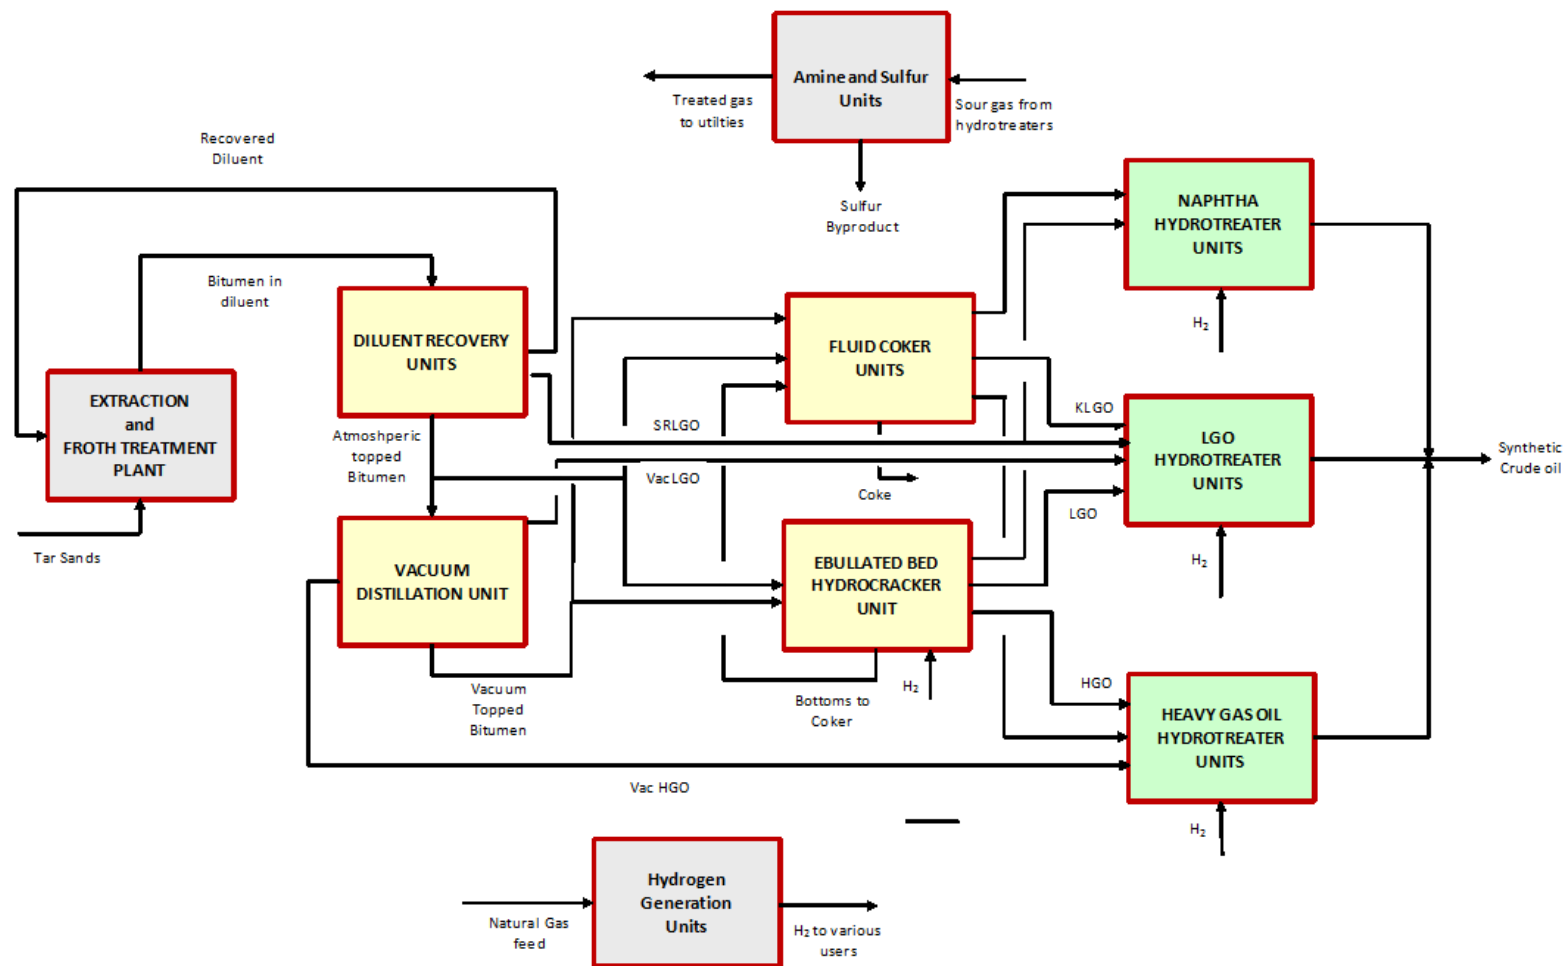 Amine and Sulfur
Units
Treated gas
to utilties
Sour gas from
hydrotreaters
Sulfur
Byproduct
Recovered
Diluent
Bitumen in
diluent
NAPHTHA
HYDROTREATER
UNITS
H₂
DILUENT RECOVERY
UNITS
FLUID COKER
UNITS
EXTRACTION
and
FROTH TREATMENT
PLANT
Tar Sands
Atmoshperic
topped
Bitumen
SRLGO
Vac LGO
KLGO
LGO
HYDROTREATER
UNITS
Synthetic
Crude oil
Coke
LGO
H₂
VACUUM
DISTILLATION UNIT
EBULLATED BED
HYDROCRACKER
UNIT
H₂
Vacuum
Topped
Bitumen
Bottoms to
Coker
HGO
HEAVY GAS OIL
HYDROTREATER
UNITS
Vac HGO
H₂
Hydrogen
Generation
Units
Natural Gas
feed
H₂ to various
users